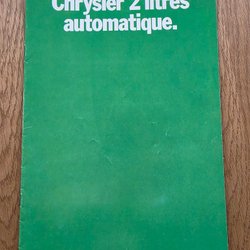 Chrysler 2 litres
automatique.